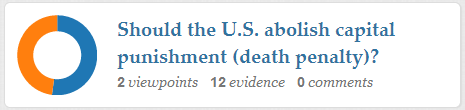 Should the U.S. abolish capital
punishment (death penalty)?
2 viewpoints 12 evidence 0 comments